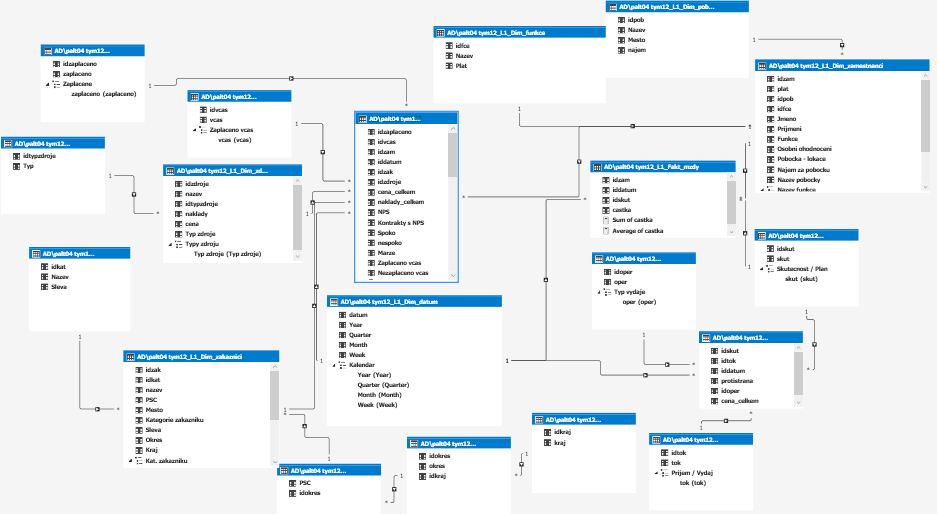 AD\palt04 tym12...
idzaplaceno
zaplaceno
Zaplacene
zaplaceno (zaplaceno)
AD\palt04 tym12...
idvcas
vcas
Zaplaceno vcas
vcas (vcas)
AD\palt04 tym12...
idtypzdroje
Typ
AD\palt04 tym12_L1_Dim_zd...
idzdroje
nazev
idtypzdroje
naklady
cena
Typ zdroje
Typy zdroju
Typ zdroje (Typ zdroje)
AD\palt04 tym1...
idkat
Nazev
Sleva
AD\palt04 tym12_L1_Dim_zakaznici
idzak
idkat
nazev
PSC
Mesto
Kategorie zakazniku
Sleva
Okres
Kraj
Kat. zakazniku
AD\palt04 tym12...
PSC
idokres
AD\palt04 tym12...
idokres
okres
idkraj
AD\palt04 tym12...
idkraj
kraj
AD\palt04 tym1...
idzaplaceno
idvcas
idzam
iddatum
idzak
idzdroje
cena_celkem
naklady_celkem
NPS
Kontrakty s NPS
Spoko
nespoko
Marze
Zaplaceno vcas
Nezaplaceno vcas
AD\palt04 tym12_L1_Dim_datum
datum
Year
Quarter
Month
Week
Kalendar
Year (Year)
Quarter (Quarter)
Month (Month)
Week (Week)
AD\palt04 tym12_L1_Dim_funkce
idfce
Nazev
Plat
AD\palt04 tym12_L1_Dim_pob...
idpob
Nazev
Mesto
najem
AD\palt04 tym12_L1_Dim_zamestnanci
idzam
plat
idpob
idfce
Jmeno
Prijmeni
Funkce
Osobni ohodnoceni
Pobocka - lokace
Najem za pobocku
Nazev pobocky
Nazev funkce
AD\palt04 tym12_L1_Fakt_mzdy
idzam
iddatum
idskut
castka
Sum of castka
Average of castka
AD\palt04 tym12...
idskut
skut
Skutecnost / Plan
skut (skut)
AD\palt04 tym12...
idoper
oper
Typ vydaje
oper (oper)
AD\palt04 tym12...
idskut
idtok
iddatum
protistrana
idoper
cena_celkem
AD\palt04 tym12...
idtok
tok
Prijem / Vydaj
tok (tok)